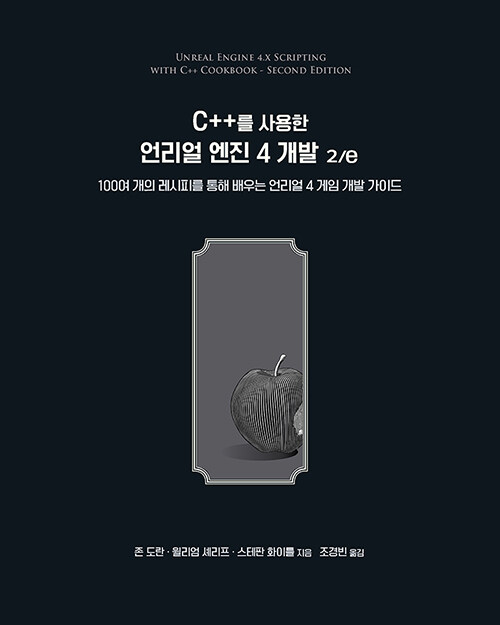 UNREAL ENGINE 4.X SCRIPTING
WITH C++ COOKBOOK - SECOND EDITION
C++를 사용한
언리얼 엔진 4 개발 2/e
100여 개의 레시피를 통해 배우는 언리얼 4 게임 개발 가이드
존 도란 · 윌리엄 셰리프 · 스테판 화이틀 지음 조경빈 옮김